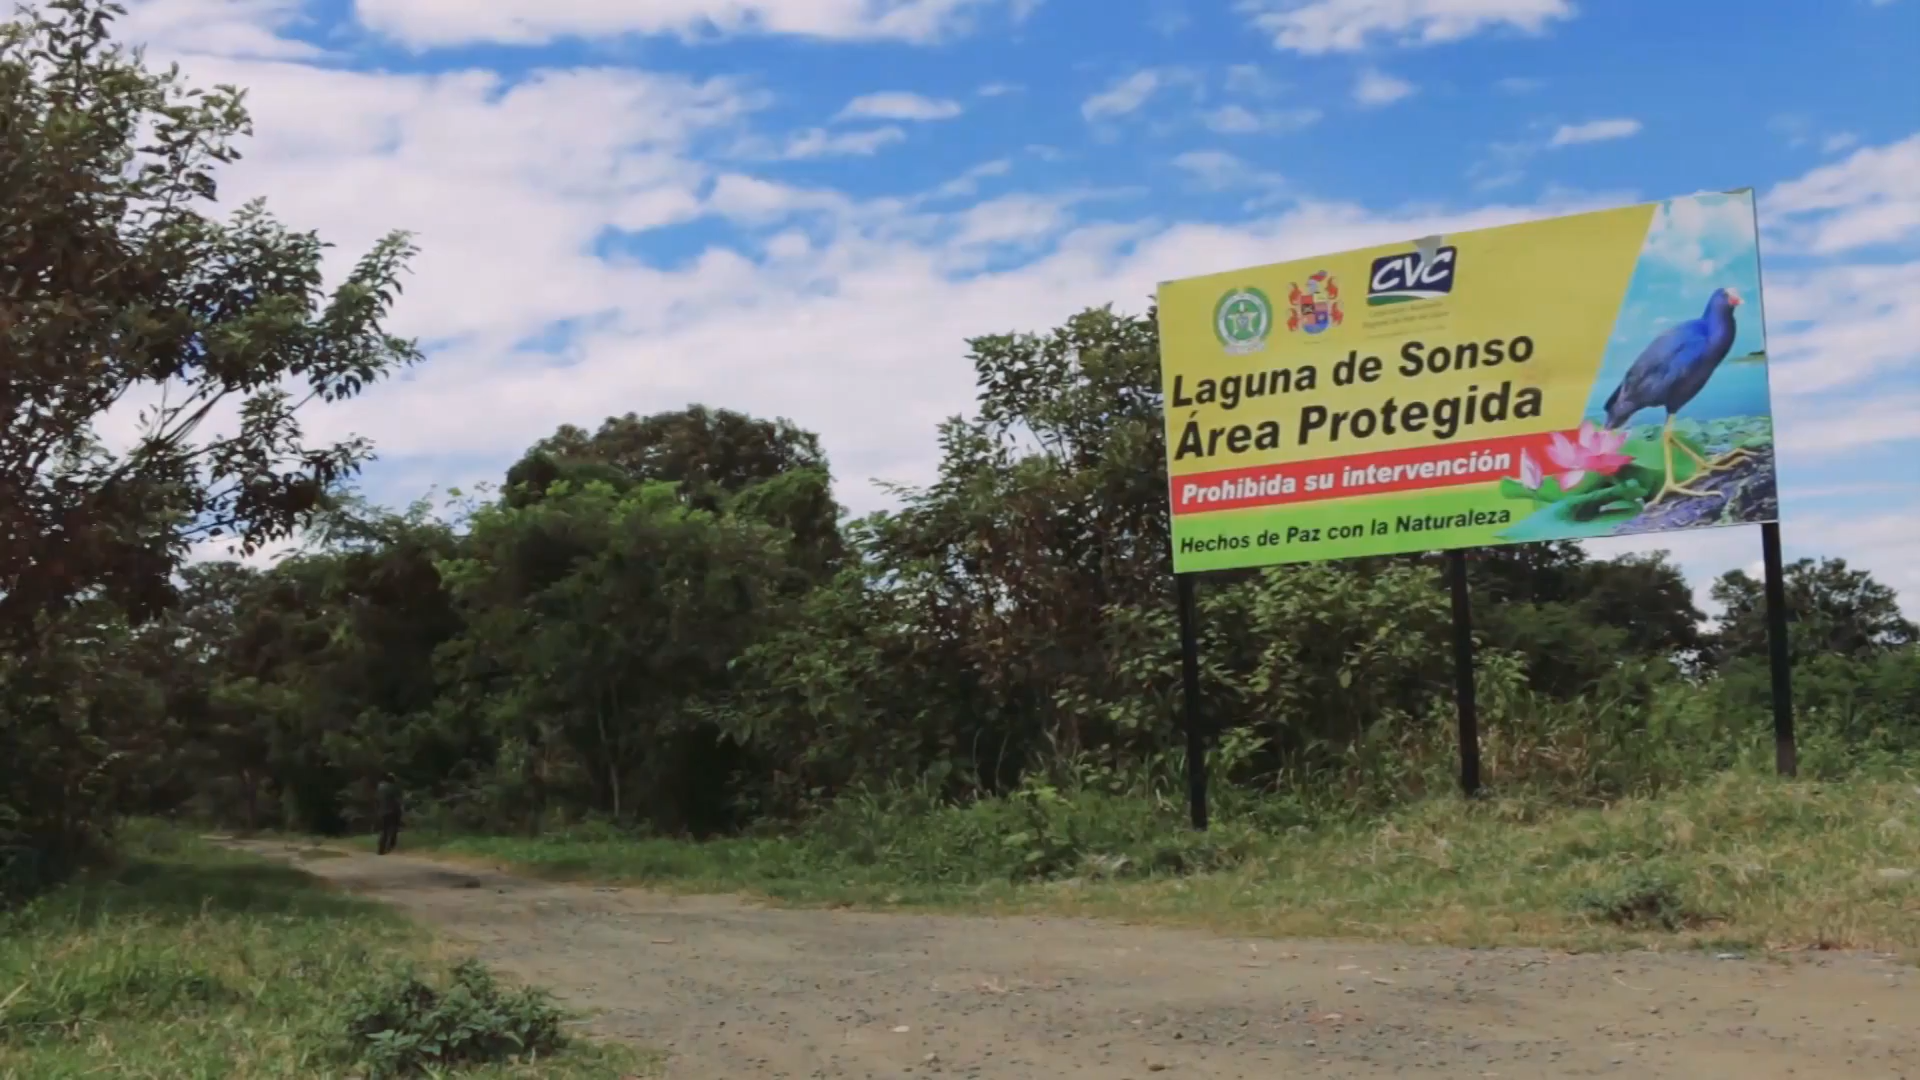 CVC
Laguna de Sonso
Área Protegida
Prohibida su intervención
Hechos de Paz con la Naturaleza